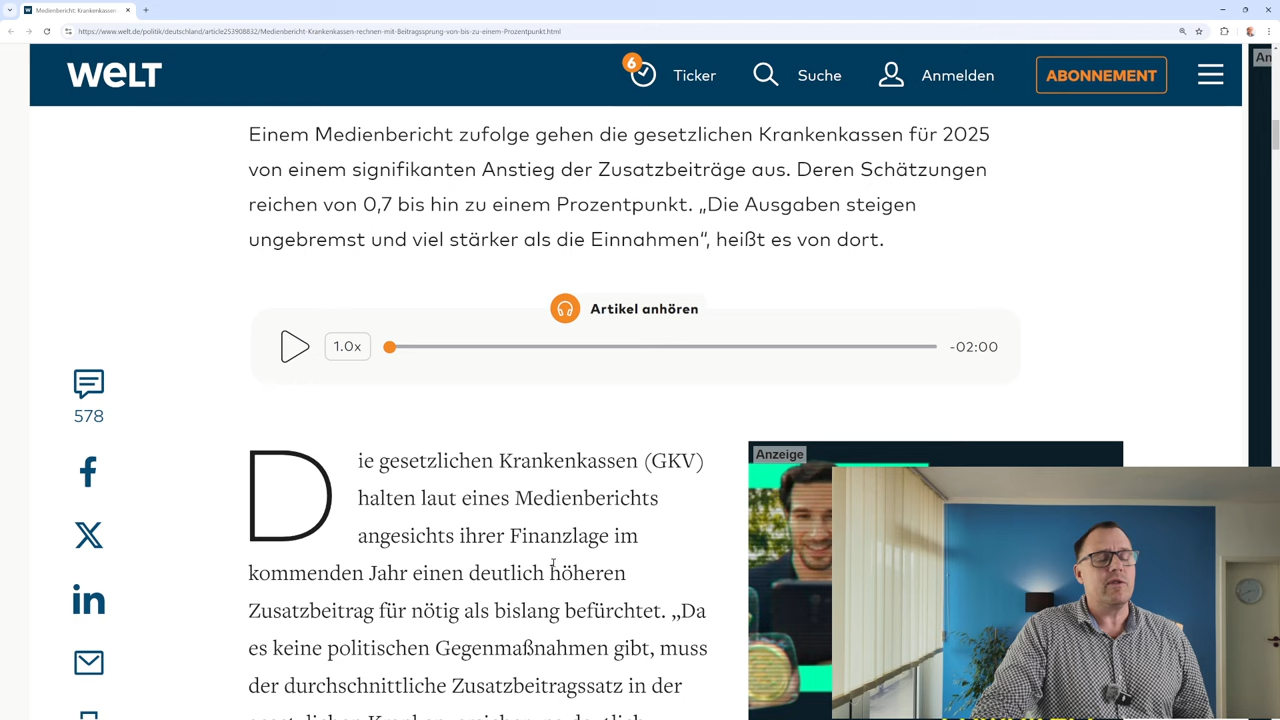 Medienbericht: Krankenkassen
https://www.welt.de/politik/deutschland/article253908832/Medienbericht-Krankenkassen-rechnen-mit-Beitragssprung-von-bis-zu-einem-Prozentpunkt.html
WELT
6
Ticker
Suche
Anmelden
ABONNEMENT
An
Einem Medienbericht zufolge gehen die gesetzlichen Krankenkassen für 2025
von einem signifikanten Anstieg der Zusatzbeiträge aus. Deren Schätzungen
reichen von 0,7 bis hin zu einem Prozentpunkt. „Die Ausgaben steigen
ungebremst und viel stärker als die Einnahmen“, heißt es von dort.
Artikel anhören
1.0x
-02:00
578
Die gesetzlichen Krankenkassen (GKV)
halten laut eines Medienberichts
angesichts ihrer Finanzlage im
kommenden Jahr einen deutlich höheren
Zusatzbeitrag für nötig als bislang befürchtet. „Da
es keine politischen Gegenmaßnahmen gibt, muss
der durchschnittliche Zusatzbeitragssatz in der
Anzeige